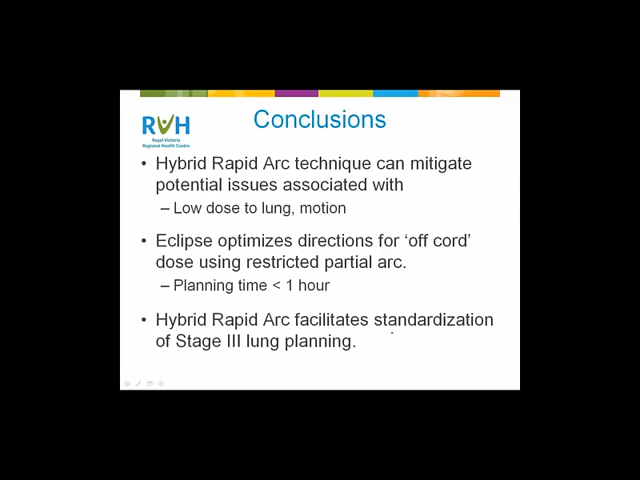 RVH
Royal Victoria
Regional Health Centre
Conclusions
• Hybrid Rapid Arc technique can mitigate
potential issues associated with
– Low dose to lung, motion
• Eclipse optimizes directions for ‘off cord’
dose using restricted partial arc.
– Planning time < 1 hour
• Hybrid Rapid Arc facilitates standardization
of Stage III lung planning.